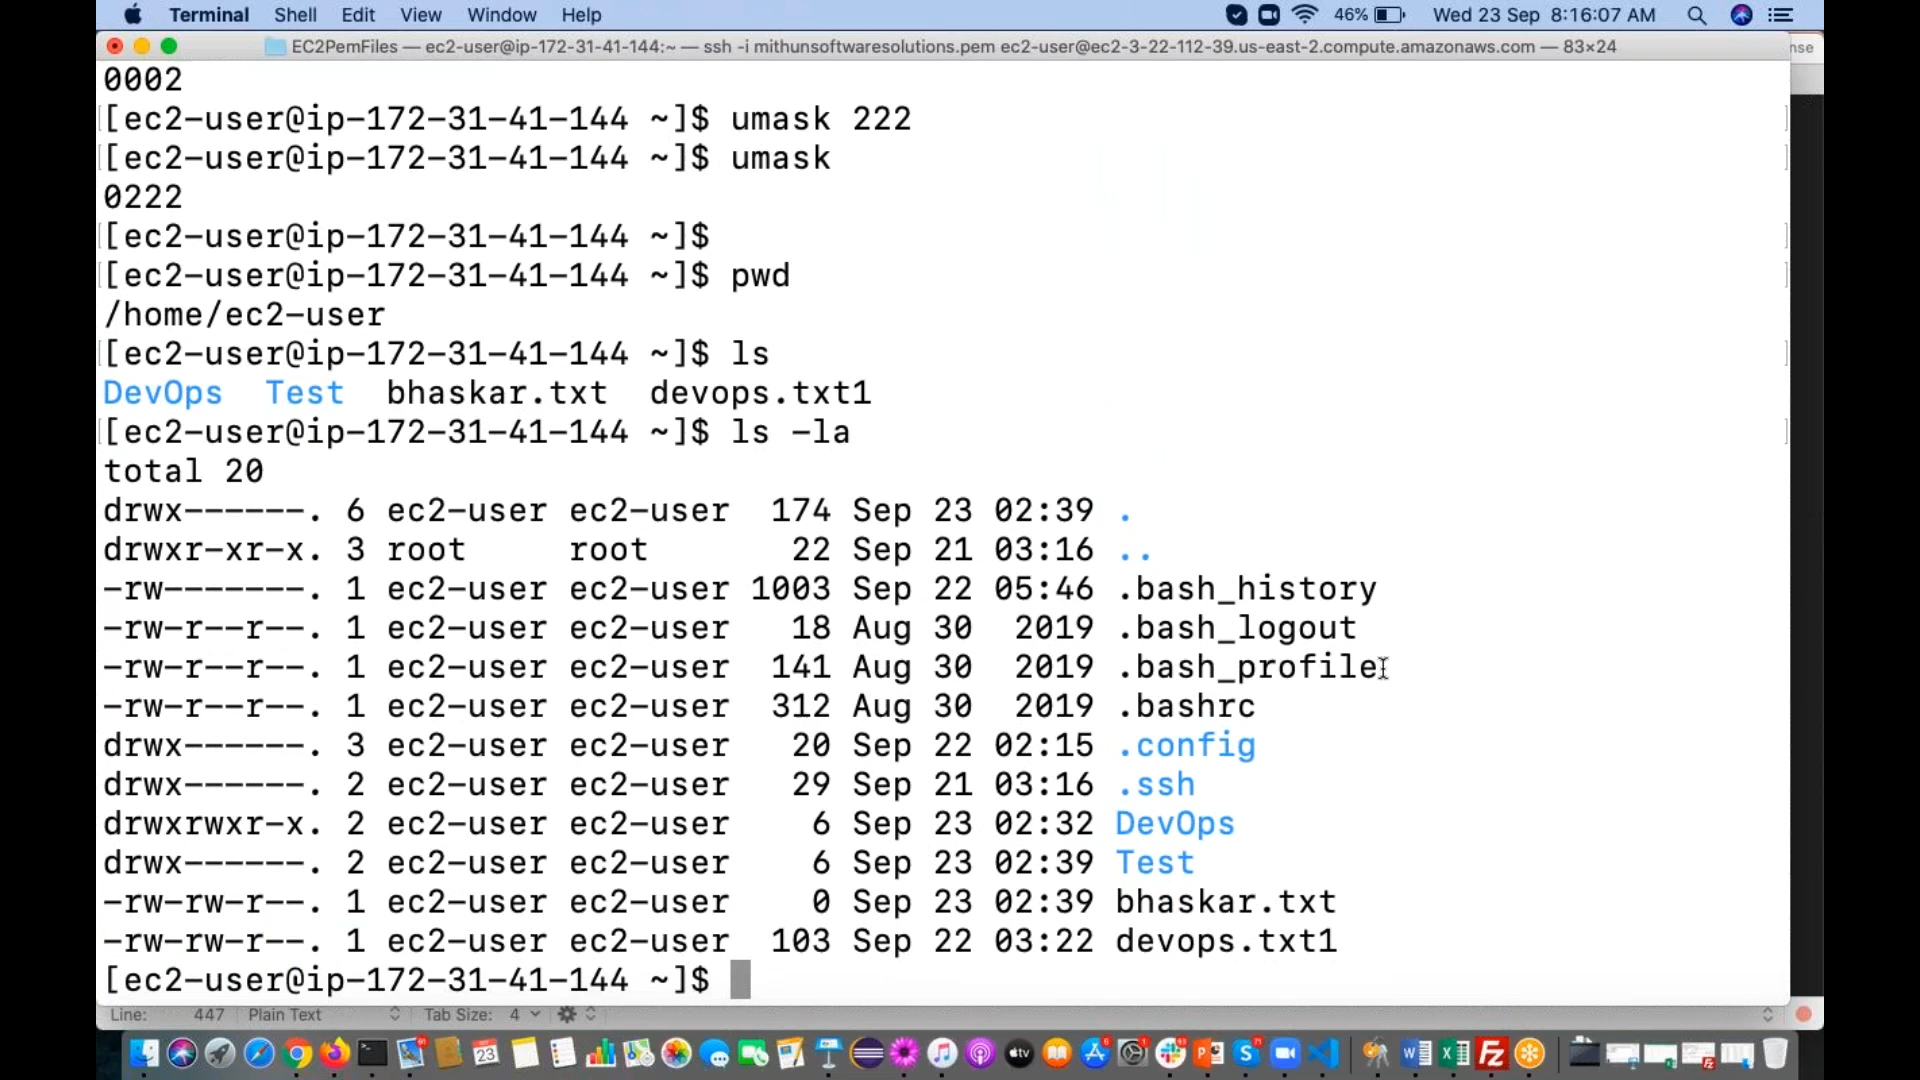 Terminal Shell Edit View Window Help 46% Wed 23 Sep 8:16:07 AM
EC2PemFiles — ec2-user@ip-172-31-41-144:~ — ssh -i mithunsoftwaresolutions.pem ec2-user@ec2-3-22-112-39.us-east-2.compute.amazonaws.com — 83×24
nse
0002
[ec2-user@ip-172-31-41-144 ~]$ umask 222
[ec2-user@ip-172-31-41-144 ~]$ umask
0222
[ec2-user@ip-172-31-41-144 ~]$
[ec2-user@ip-172-31-41-144 ~]$ pwd
/home/ec2-user
[ec2-user@ip-172-31-41-144 ~]$ ls
DevOps Test bhaskar.txt devops.txt1
[ec2-user@ip-172-31-41-144 ~]$ ls -la
total 20
drwx------. 6 ec2-user ec2-user 174 Sep 23 02:39 .
drwxr-xr-x. 3 root root 22 Sep 21 03:16 ..
-rw-------. 1 ec2-user ec2-user 1003 Sep 22 05:46 .bash_history
-rw-r--r--. 1 ec2-user ec2-user 18 Aug 30 2019 .bash_logout
-rw-r--r--. 1 ec2-user ec2-user 141 Aug 30 2019 .bash_profile
-rw-r--r--. 1 ec2-user ec2-user 312 Aug 30 2019 .bashrc
drwx------. 3 ec2-user ec2-user 20 Sep 22 02:15 .config
drwx------. 2 ec2-user ec2-user 29 Sep 21 03:16 .ssh
drwxrwxr-x. 2 ec2-user ec2-user 6 Sep 23 02:32 DevOps
drwx------. 2 ec2-user ec2-user 6 Sep 23 02:39 Test
-rw-rw-r--. 1 ec2-user ec2-user 0 Sep 23 02:39 bhaskar.txt
-rw-rw-r--. 1 ec2-user ec2-user 103 Sep 22 03:22 devops.txt1
[ec2-user@ip-172-31-41-144 ~]$
Line: 447 Plain Text Tab Size: 4
23 tv